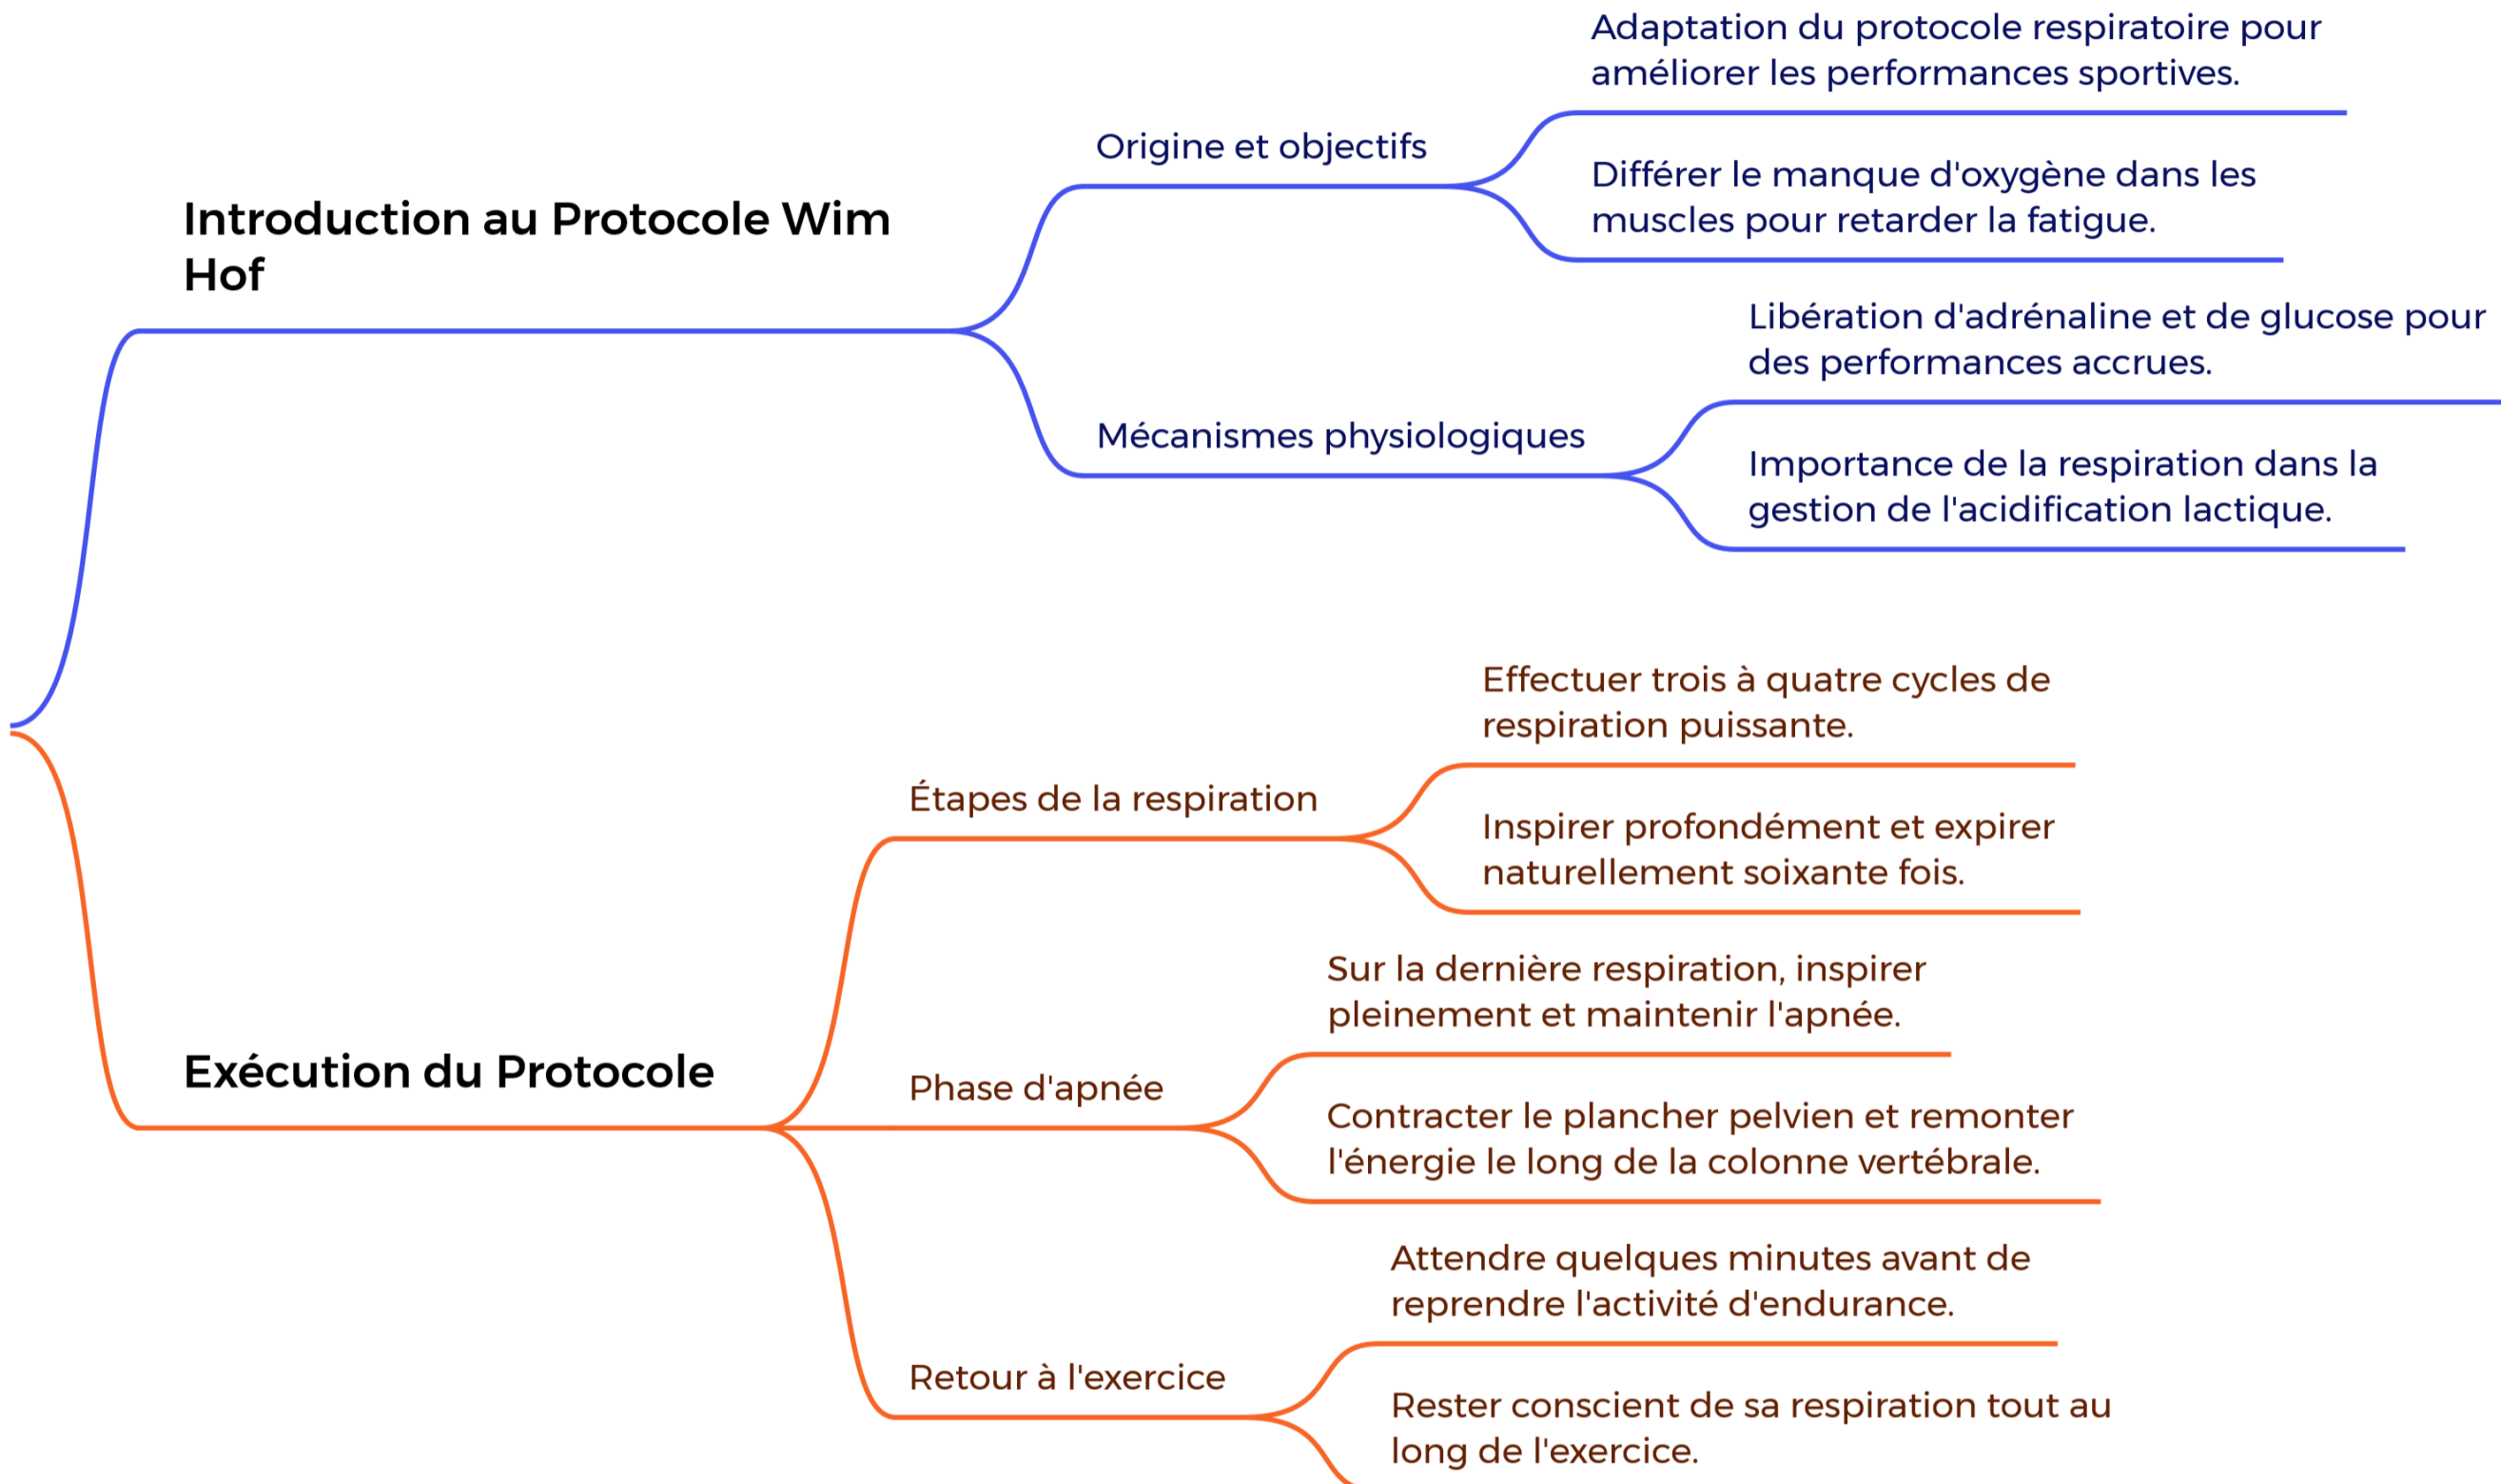 Introduction au Protocole Wim
Hof
Origine et objectifs
Adaptation du protocole respiratoire pour
améliorer les performances sportives.
Différer le manque d'oxygène dans les
muscles pour retarder la fatigue.
Mécanismes physiologiques
Libération d'adrénaline et de glucose pour
des performances accrues.
Importance de la respiration dans la
gestion de l'acidification lactique.
Exécution du Protocole
Étapes de la respiration
Effectuer trois à quatre cycles de
respiration puissante.
Inspirer profondément et expirer
naturellement soixante fois.
Phase d'apnée
Sur la dernière respiration, inspirer
pleinement et maintenir l'apnée.
Contracter le plancher pelvien et remonter
l'énergie le long de la colonne vertébrale.
Retour à l'exercice
Attendre quelques minutes avant de
reprendre l'activité d'endurance.
Rester conscient de sa respiration tout au
long de l'exercice.